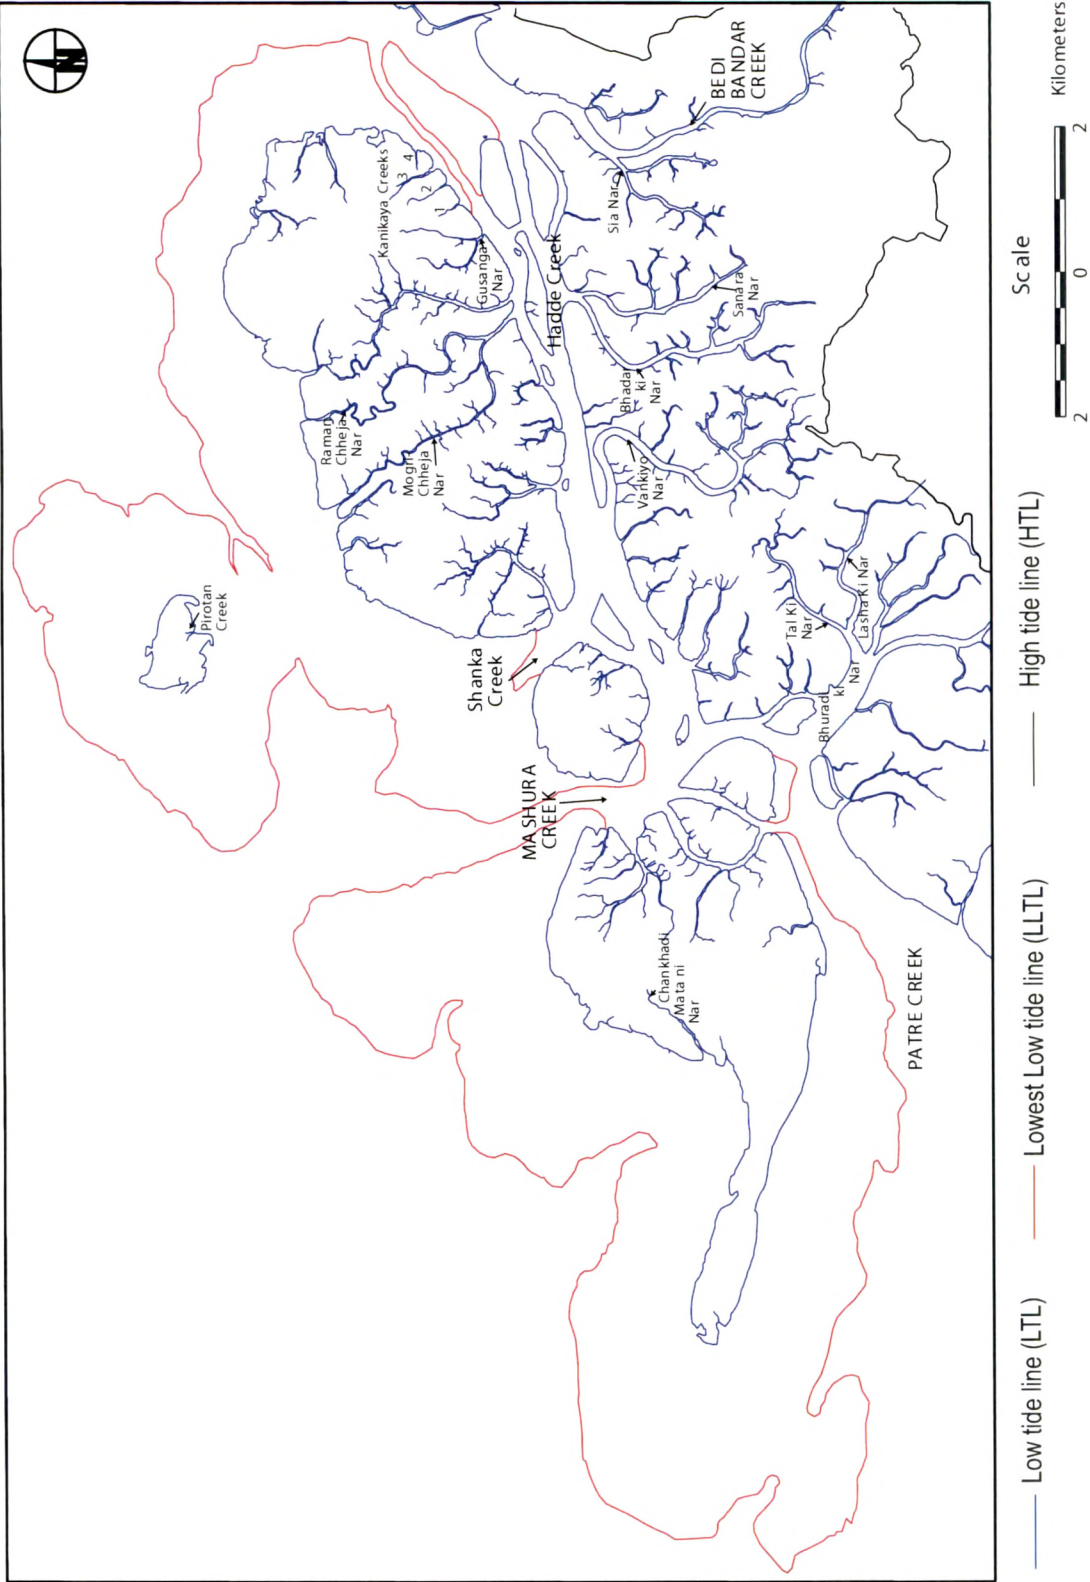 N
Pirotan
Creek
Kanikaya Creeks
1
2
3
4
Gusanga
Nar
Raman
Chheja
Nar
Mogri
Chheja
Nar
Hadde Creek
Shanka
Creek
MASHURA
CREEK
BEDI
BANDAR
CREEK
Sia Nar
Sanara
Nar
Bhadar
ki
Nar
Vankiyo
Nar
Tal Ki
Nar
Lasha Ki Nar
Bhuradi
ki
Nar
Chankhadi
Mata ni
Nar
PATRE CREEK
Low tide line (LTL)
Lowest Low tide line (LLTL)
High tide line (HTL)
Scale
2
0
2
Kilometers